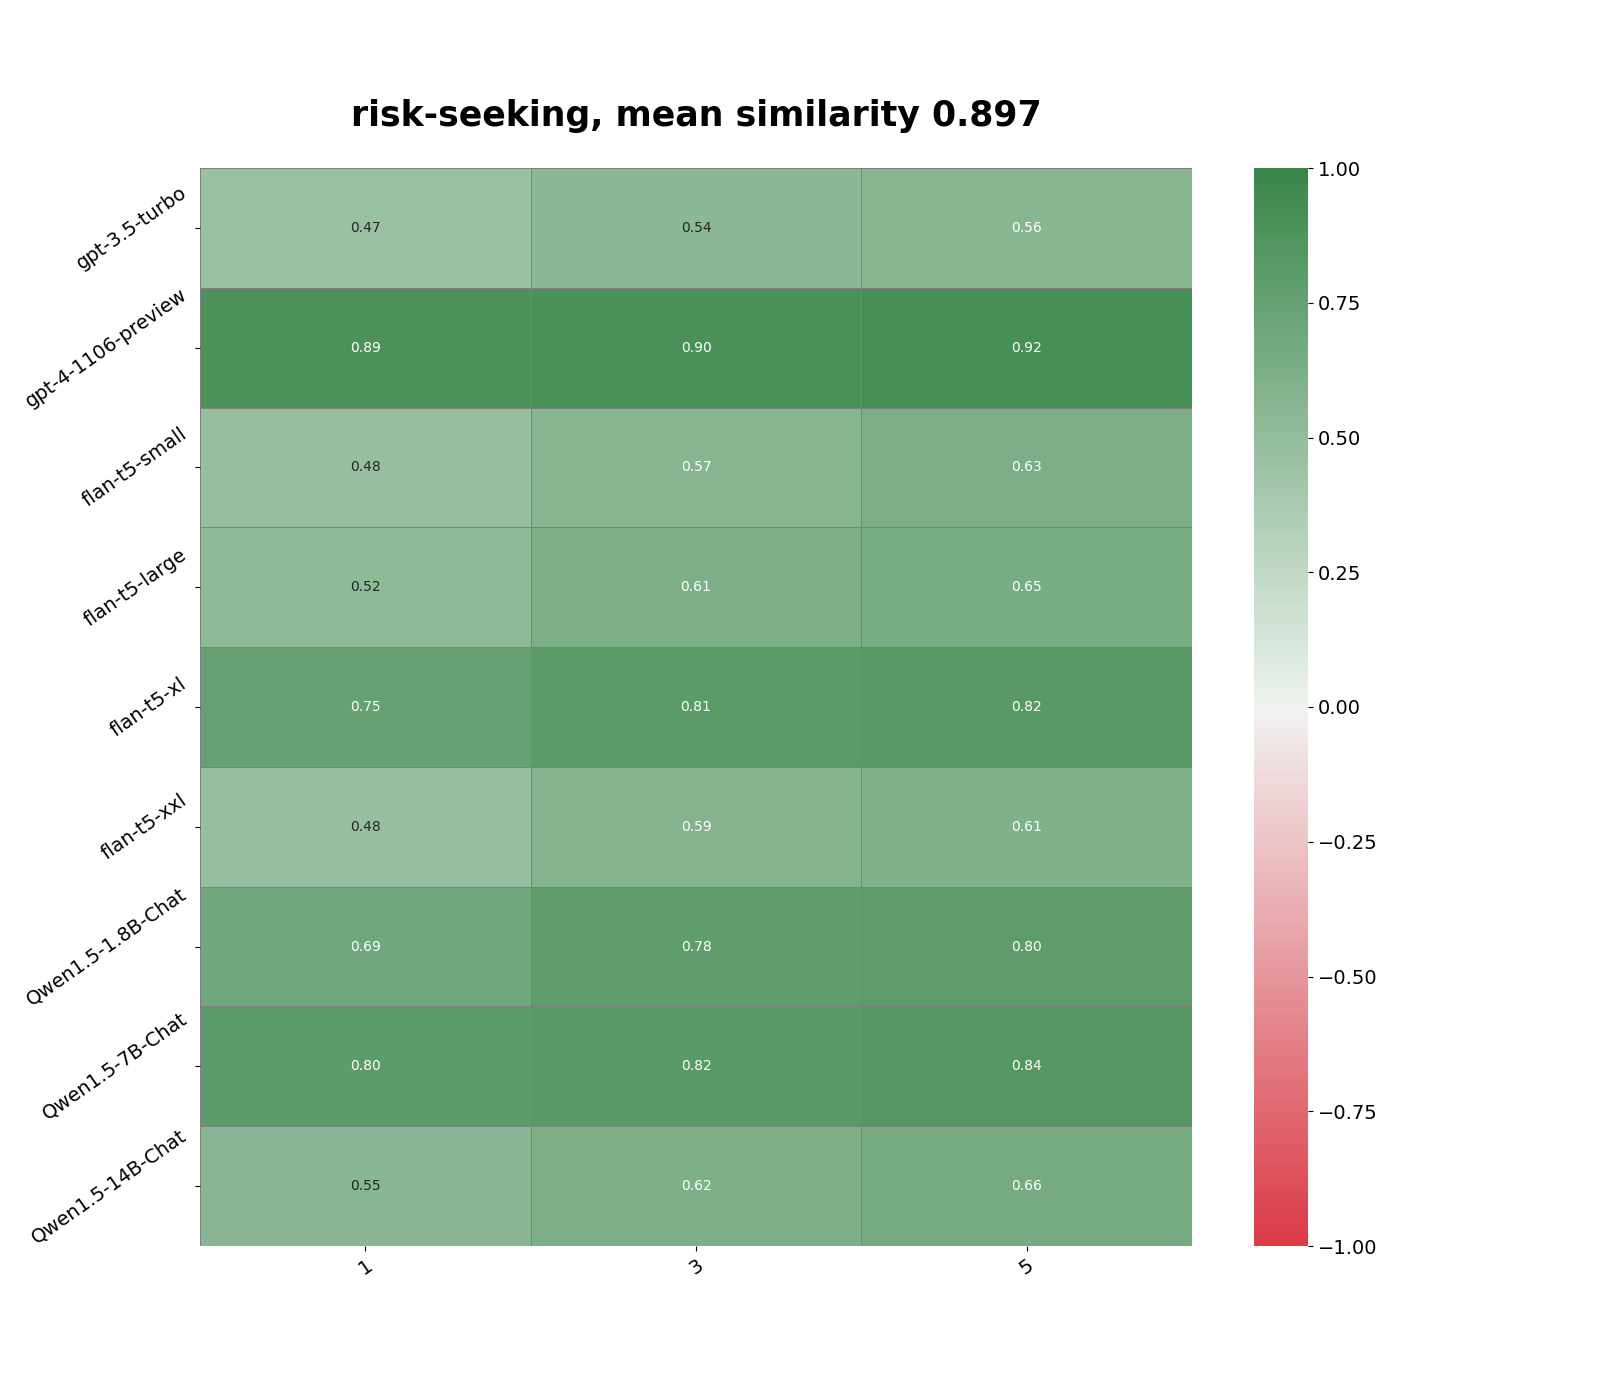 risk-seeking, mean similarity 0.897
gpt-3.5-turbo 0.47 0.54 0.56
gpt-4-1106-preview 0.89 0.90 0.92
flan-t5-small 0.48 0.57 0.63
flan-t5-large 0.52 0.61 0.65
flan-t5-xl 0.75 0.81 0.82
flan-t5-xxl 0.48 0.59 0.61
Qwen1.5-1.8B-Chat 0.69 0.78 0.80
Qwen1.5-7B-Chat 0.80 0.82 0.84
Qwen1.5-14B-Chat 0.55 0.62 0.66
1 3 5
1.00
0.75
0.50
0.25
0.00
−0.25
−0.50
−0.75
−1.00